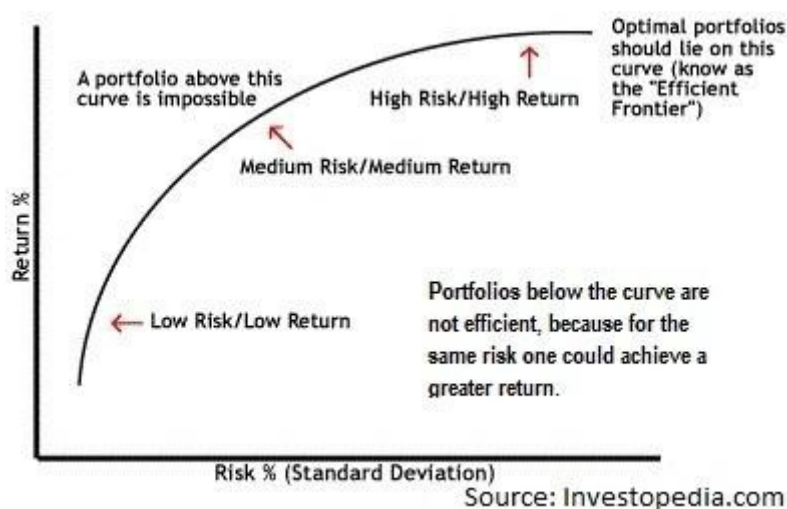 Optimal portfolios
should lie on this
curve (know as
the "Efficient
Frontier")
A portfolio above this
curve is impossible
High Risk/High Return
Medium Risk/Medium Return
Return %
Low Risk/Low Return
Portfolios below the curve are
not efficient, because for the
same risk one could achieve a
greater return.
Risk % (Standard Deviation)
Source: Investopedia.com